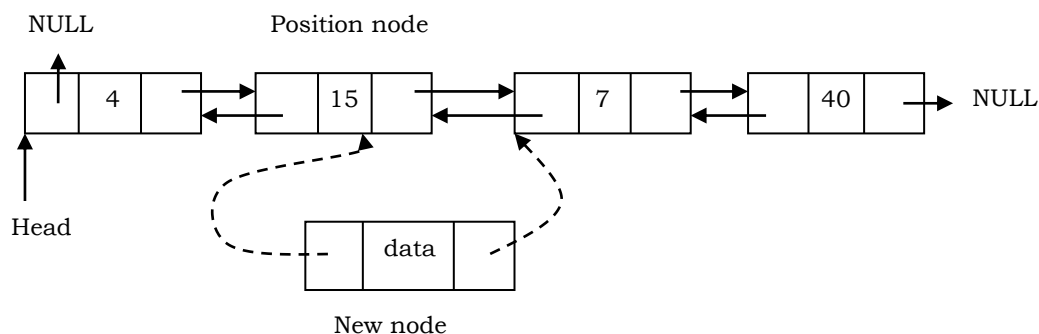 NULL Position node
4 15 7 40 NULL
Head
data
New node